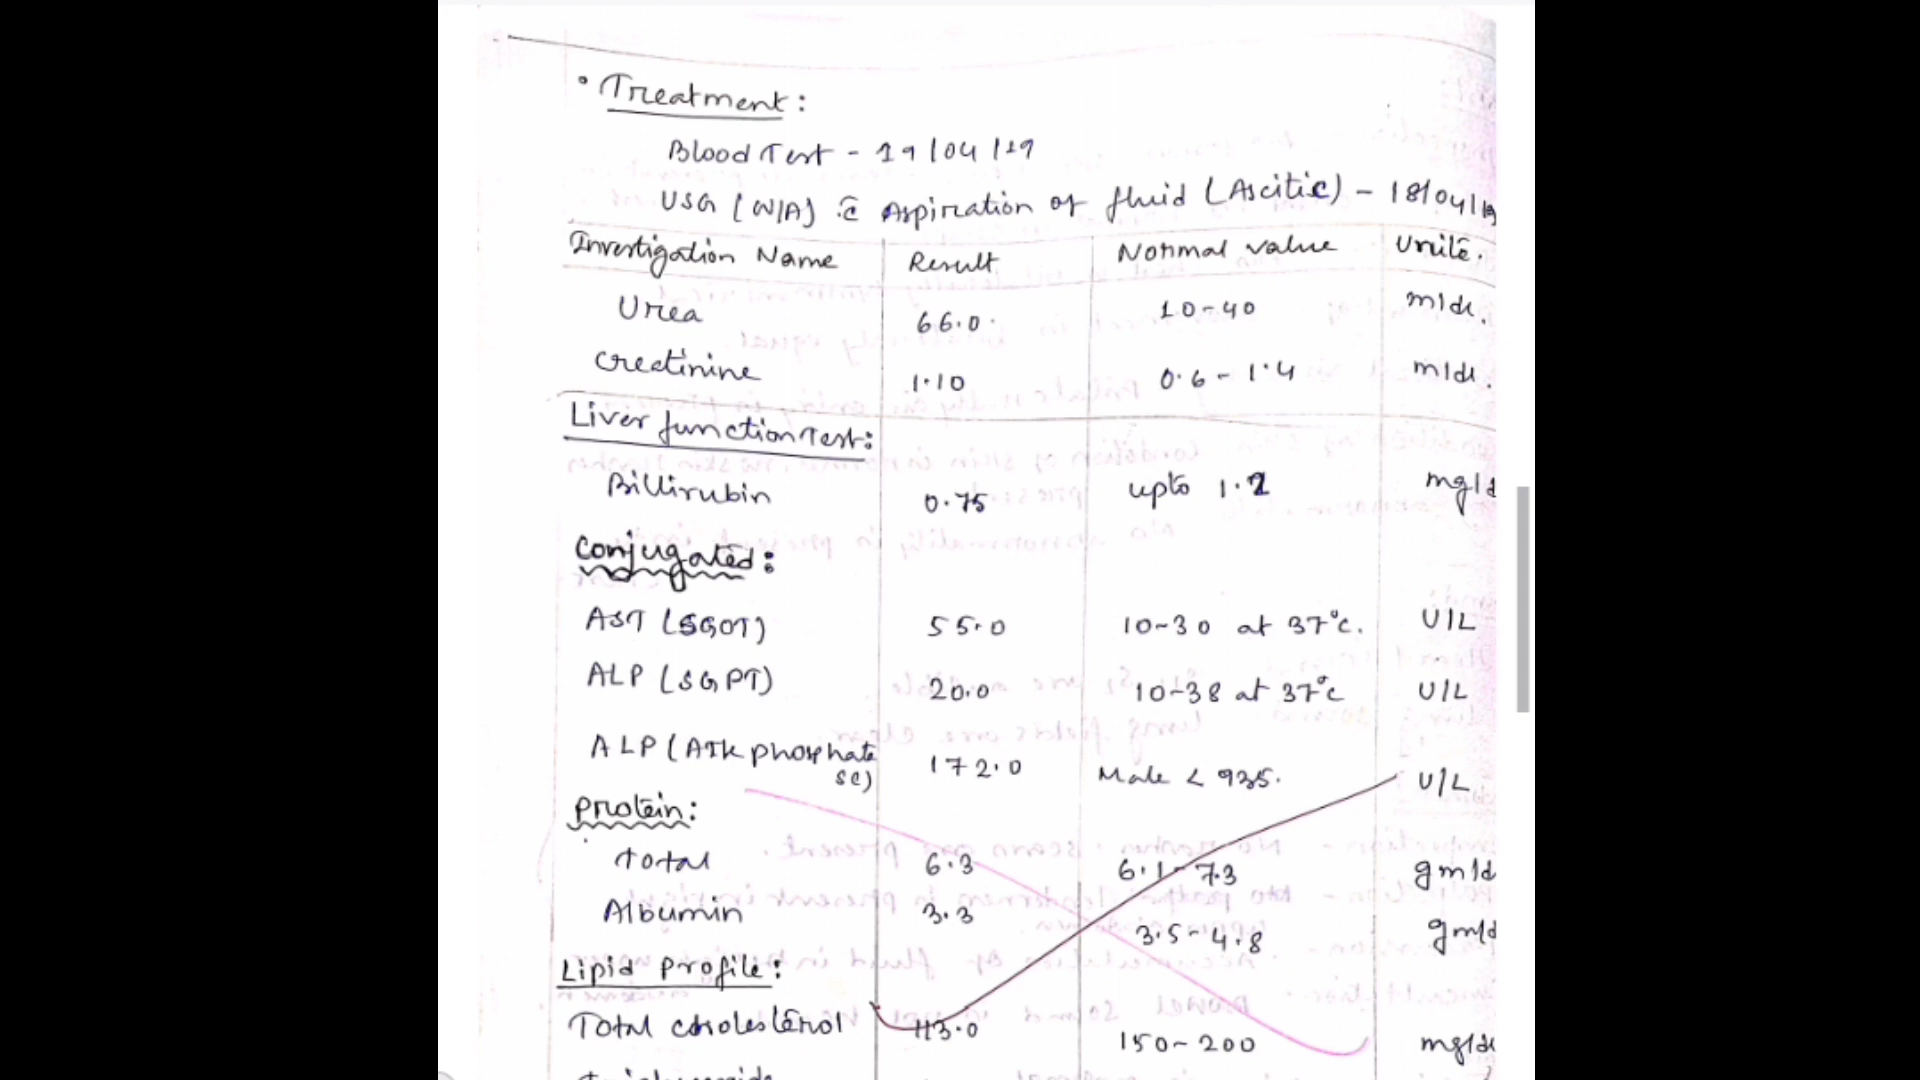 • Treatment:
Blood Test - 19/04/19
USG (W/A) c̄ Aspiration of fluid (Ascitic) - 18/04/19
Investigation Name Result Normal value Unite.
Urea 66.0 10-40 m/dl.
Creatinine 1.10 0.6 - 1.4 m/dl.
Liver function Test:
Billirubin 0.75 upto 1.2 mg/d
Conjugated:
AST (SGOT) 55.0 10-30 at 37°c. U/L
ALP (SGPT) 20.0 10-38 at 37°c U/L
ALP (Alk phosphate 172.0 Male < 935. U/L
se)
Protein:
Total 6.3 6.1-7.3 gm/d
Albumin 3.3 3.5-4.8 gm/d
Lipid Profile:
Total cholesterol 113.0 150-200 mg/dl